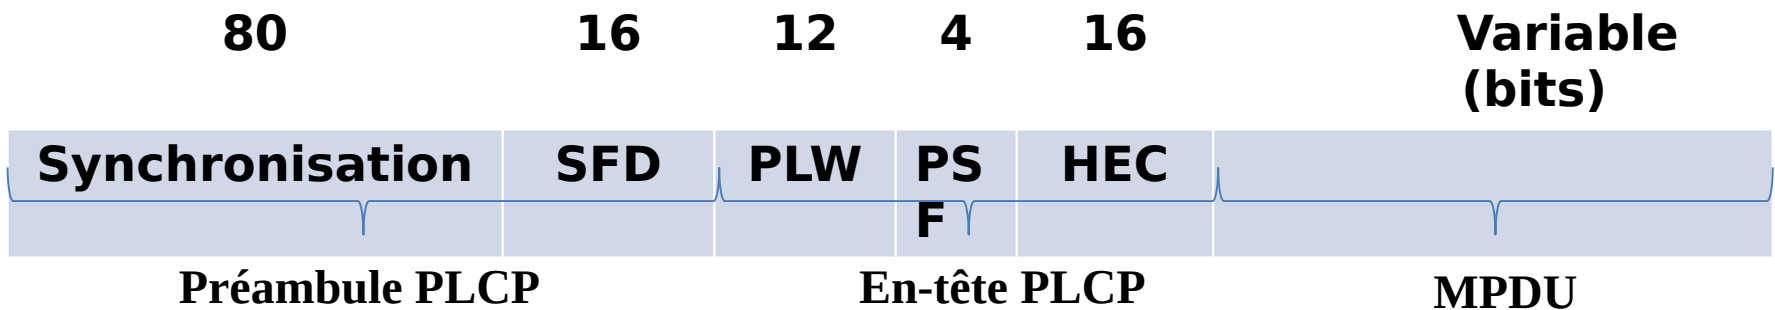 80 16 12 4 16 Variable
(bits)
Synchronisation SFD PLW PS HEC
F
Préambule PLCP En-tête PLCP MPDU